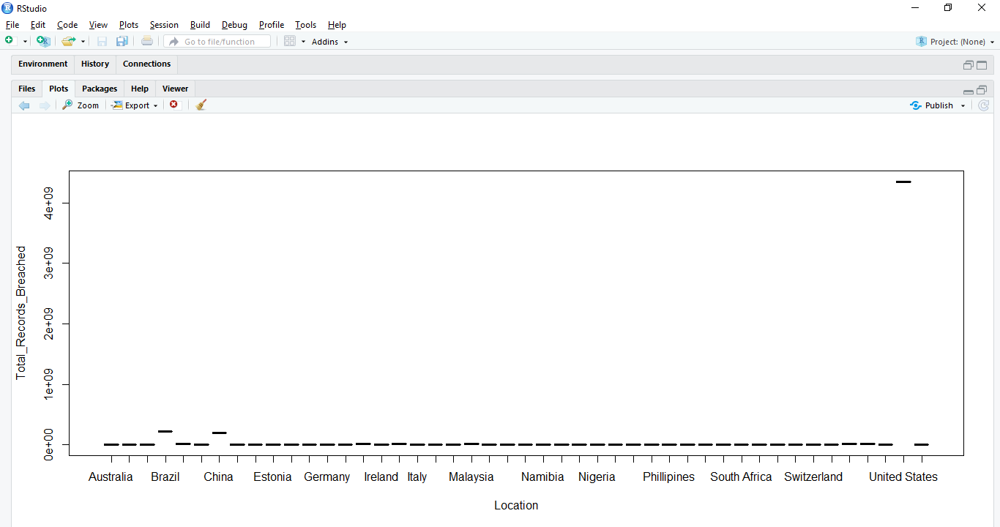 RStudio
File Edit Code View Plots Session Build Debug Profile Tools Help
Go to file/function Addins Project: (None)
Environment History Connections
Files Plots Packages Help Viewer
Zoom Export Publish
Total_Records_Breached
4e+09
3e+09
2e+09
1e+09
0e+00
Australia Brazil China Estonia Germany Ireland Italy Malaysia Namibia Nigeria Phillipines South Africa Switzerland United States
Location